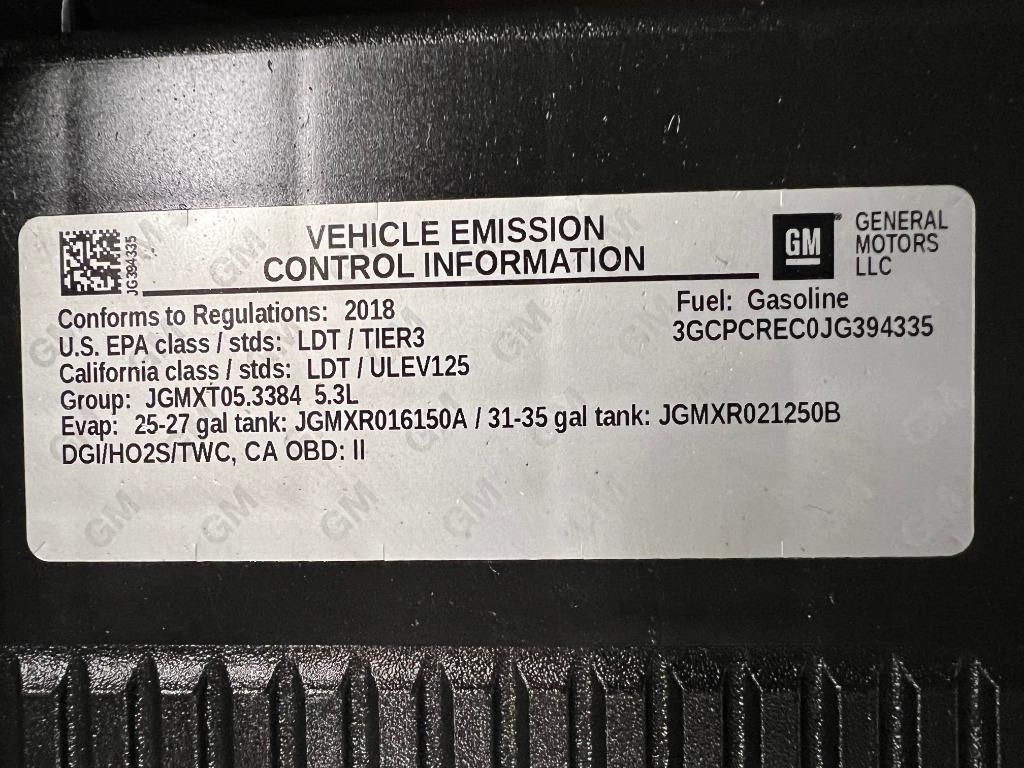 JG394335
VEHICLE EMISSION
CONTROL INFORMATION
GM
GENERAL
MOTORS
LLC
Conforms to Regulations: 2018
U.S. EPA class / stds: LDT / TIER3
California class / stds: LDT / ULEV125
Group: JGMXT05.3384 5.3L
Evap: 25-27 gal tank: JGMXR016150A / 31-35 gal tank: JGMXR021250B
DGI/HO2S/TWC, CA OBD: II
Fuel: Gasoline
3GCPCREC0JG394335